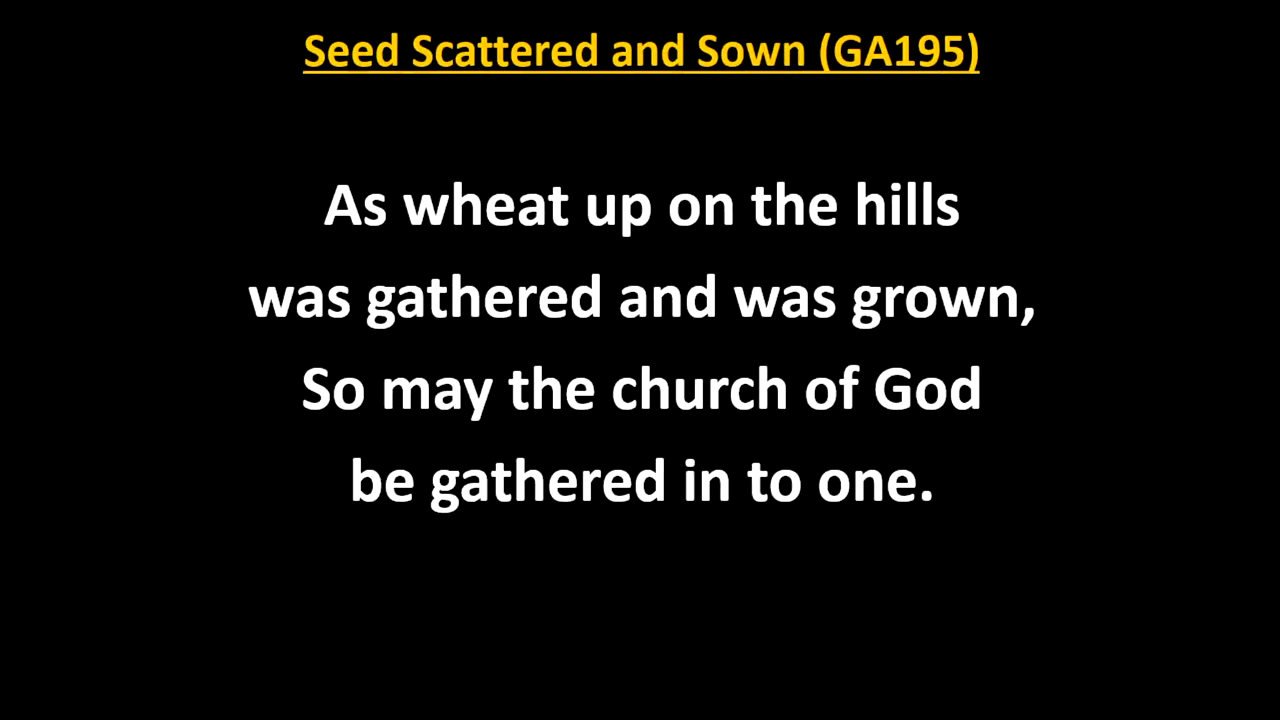 Seed Scattered and Sown (GA195)
As wheat up on the hills
was gathered and was grown,
So may the church of God
be gathered in to one.